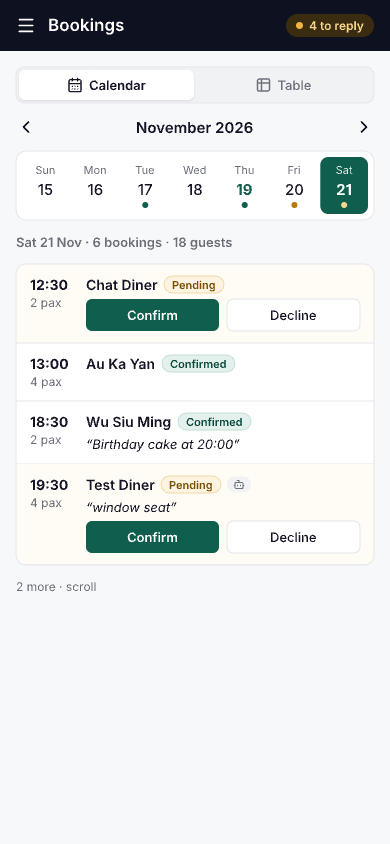 Bookings
4 to reply
Calendar
Table
November 2026
Sun Mon Tue Wed Thu Fri Sat
15 16 17 18 19 20 21
Sat 21 Nov · 6 bookings · 18 guests
12:30 Chat Diner Pending
2 pax
Confirm Decline
13:00 Au Ka Yan Confirmed
4 pax
18:30 Wu Siu Ming Confirmed
2 pax “Birthday cake at 20:00”
19:30 Test Diner Pending
4 pax “window seat”
Confirm Decline
2 more · scroll